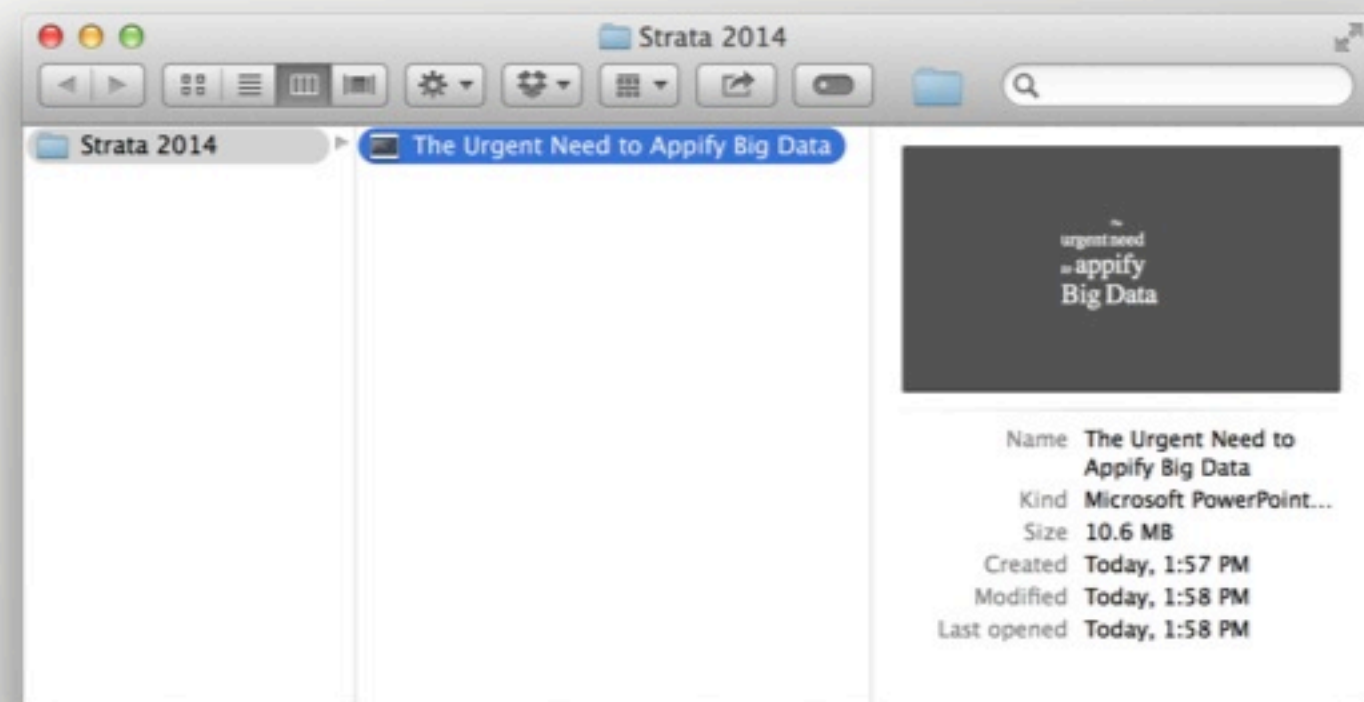 Strata 2014
Strata 2014
The Urgent Need to Appify Big Data
the
urgent need
to appify
Big Data
Name The Urgent Need to
Appify Big Data
Kind Microsoft PowerPoint...
Size 10.6 MB
Created Today, 1:57 PM
Modified Today, 1:58 PM
Last opened Today, 1:58 PM